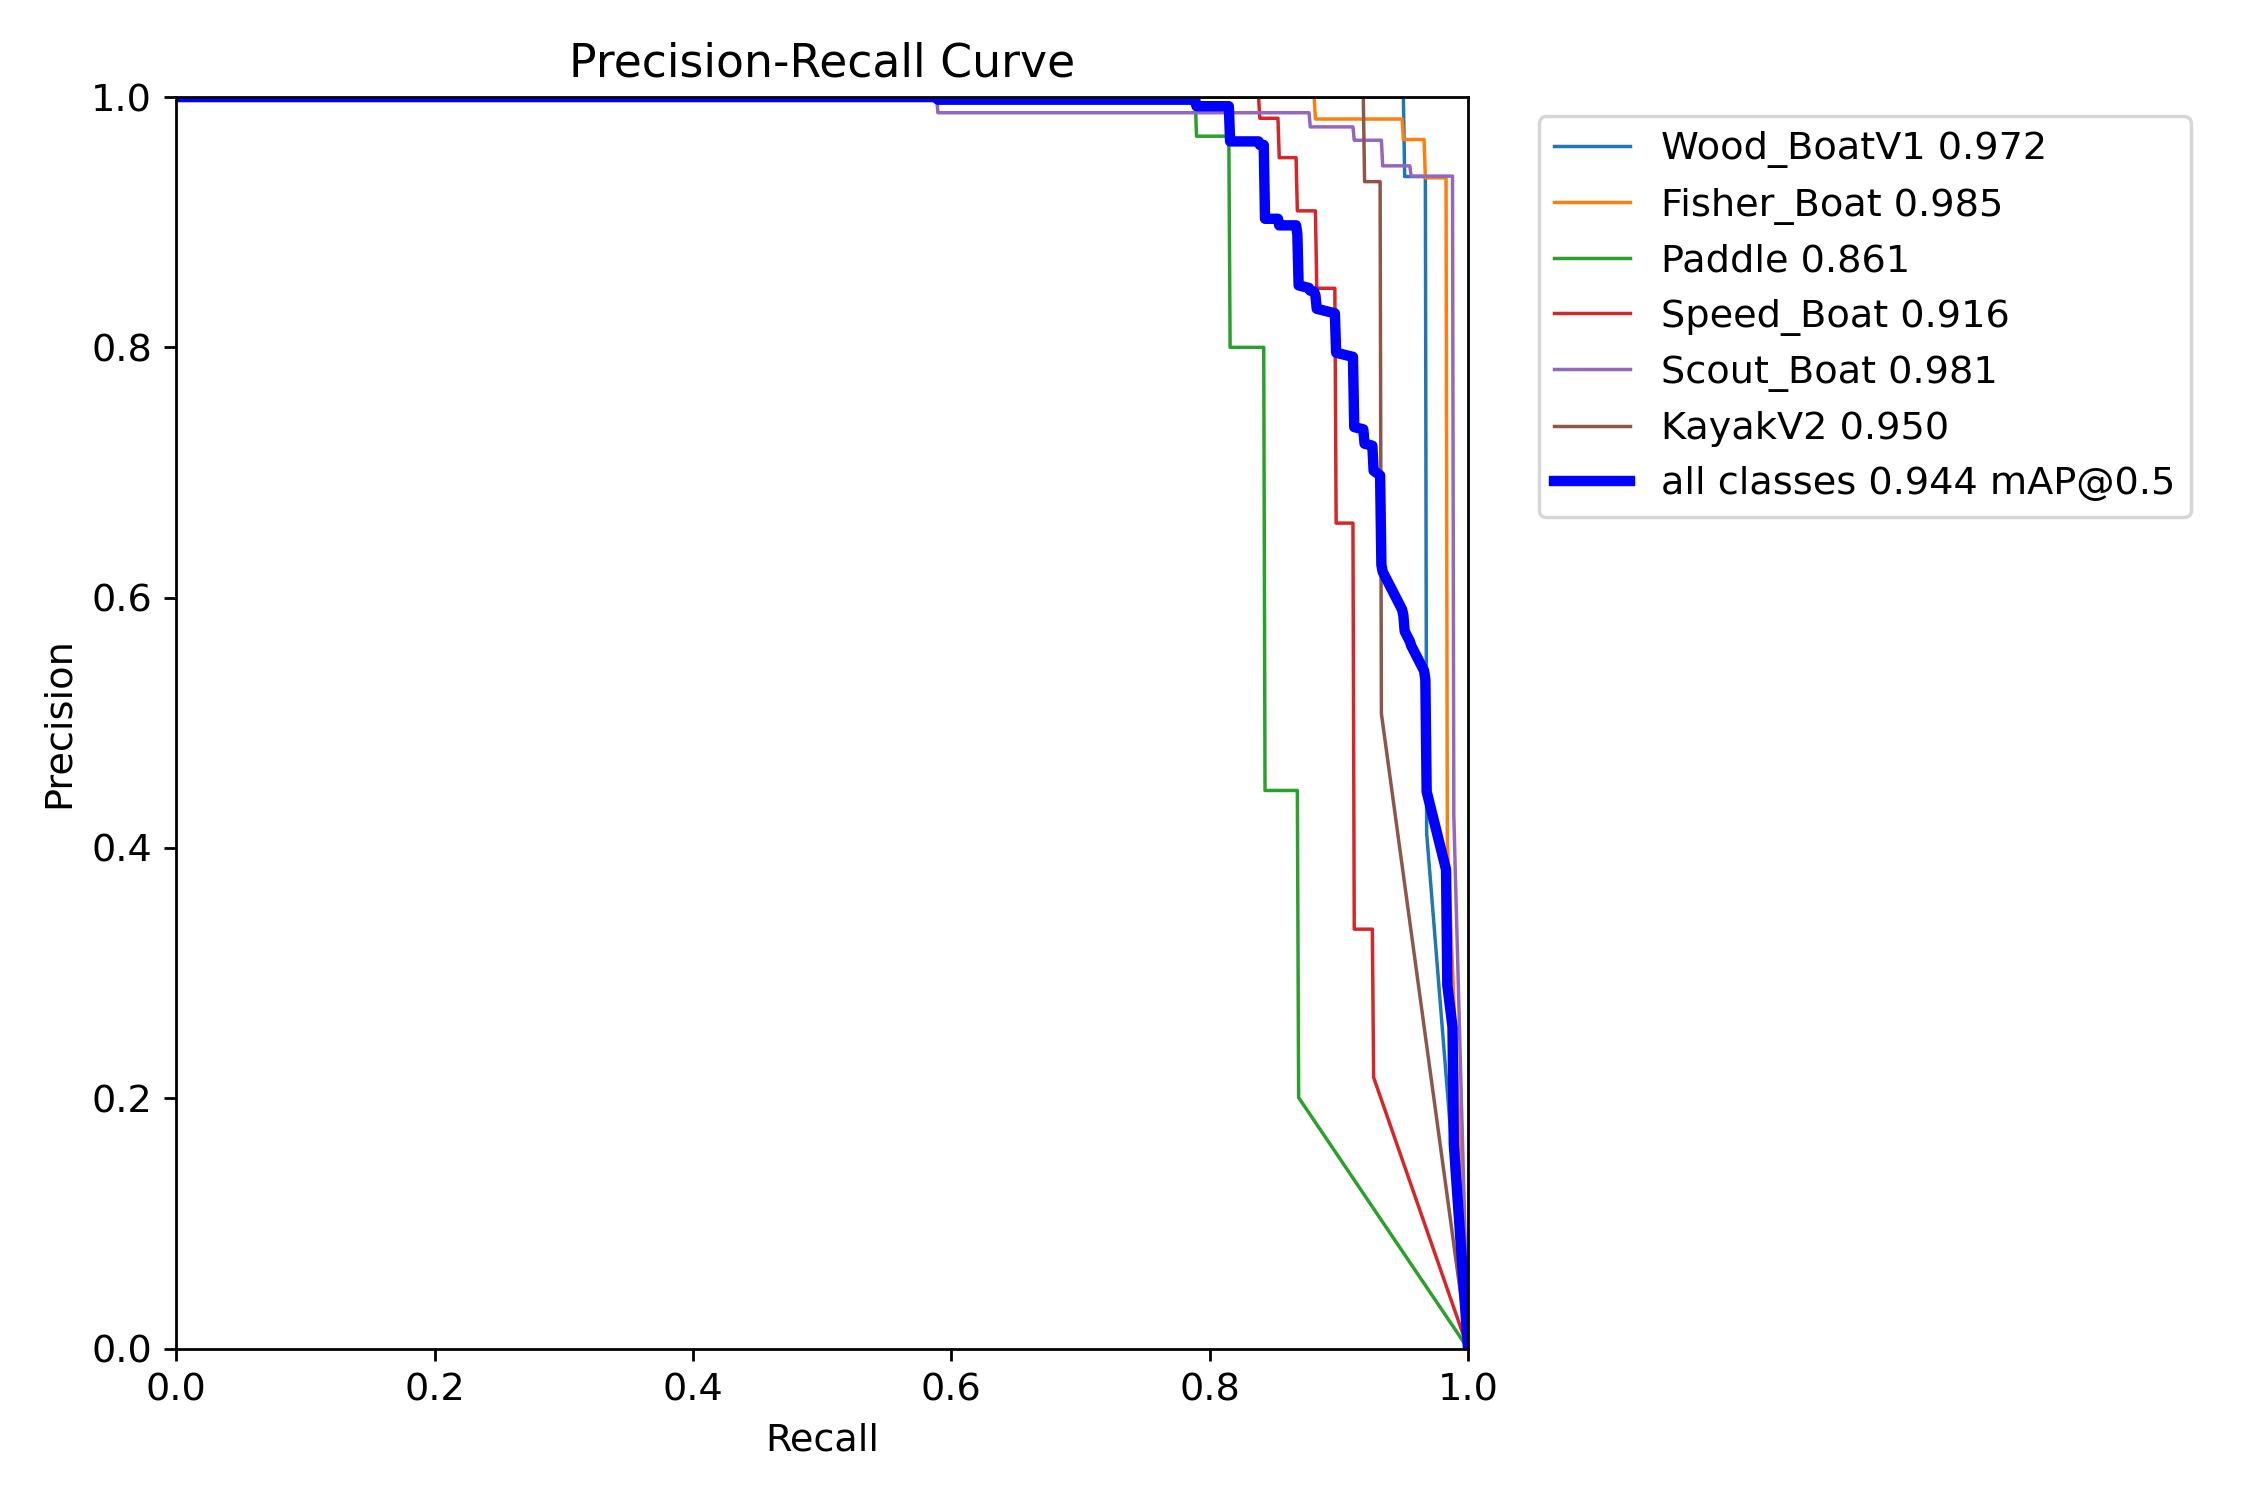 Precision-Recall Curve
1.0
0.8
0.6
0.4
0.2
0.0
Precision
0.0 0.2 0.4 0.6 0.8 1.0
Recall
Wood_BoatV1 0.972
Fisher_Boat 0.985
Paddle 0.861
Speed_Boat 0.916
Scout_Boat 0.981
KayakV2 0.950
all classes 0.944 mAP@0.5